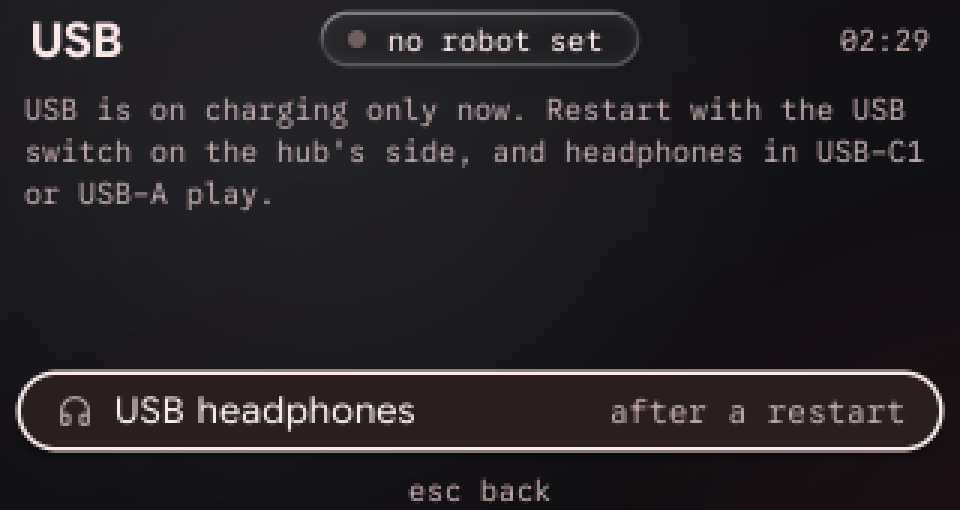 USB
no robot set
02:29
USB is on charging only now. Restart with the USB
switch on the hub's side, and headphones in USB-C1
or USB-A play.
USB headphones
after a restart
esc back